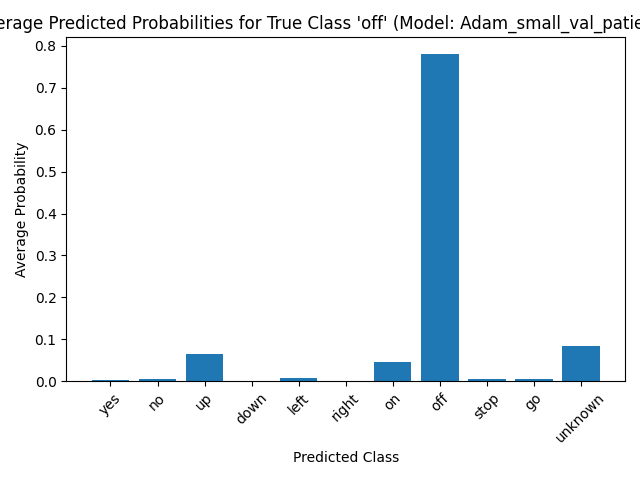 erage Predicted Probabilities for True Class 'off' (Model: Adam_small_val_patie
Average Probability
0.8
0.7
0.6
0.5
0.4
0.3
0.2
0.1
0.0
yes no up down left right on off stop go unknown
Predicted Class